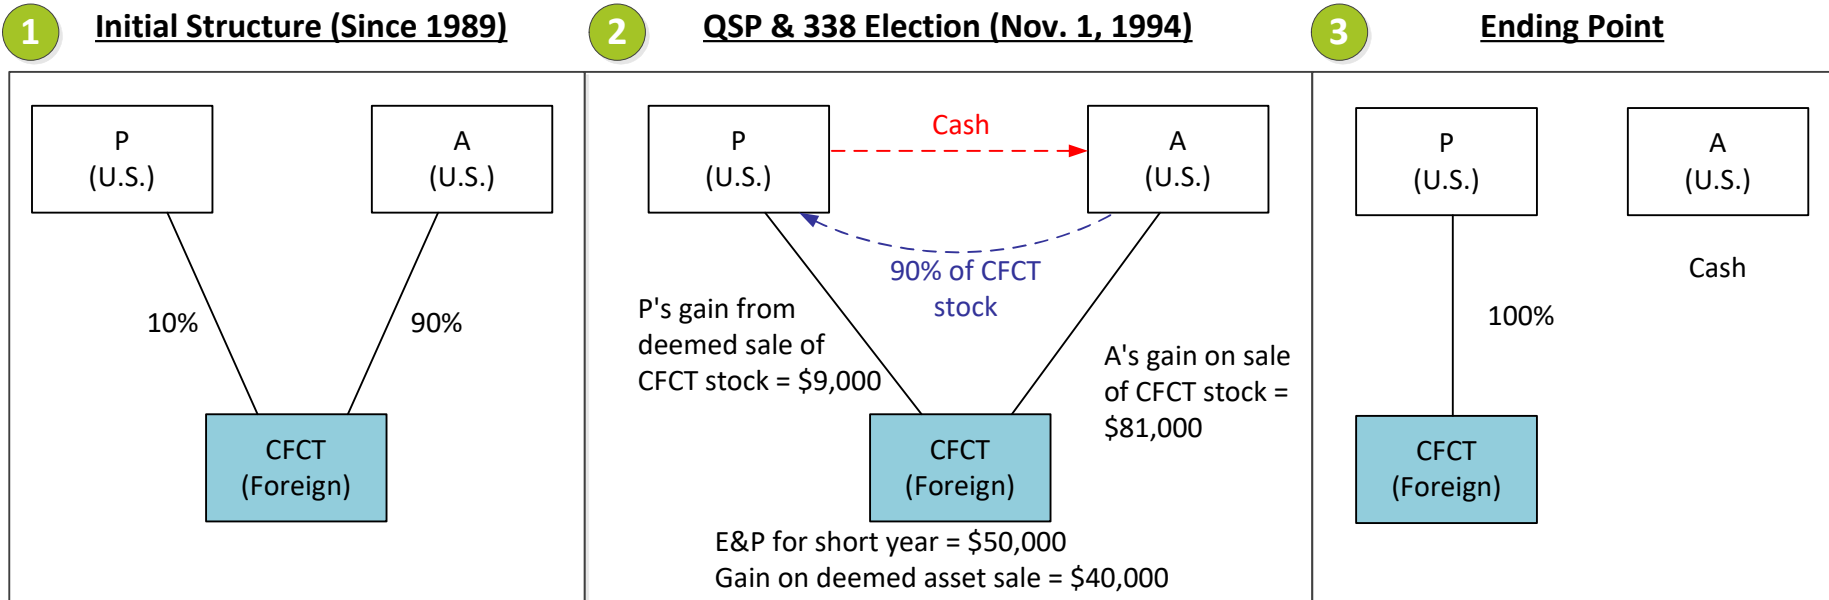 1
Initial Structure (Since 1989)
P
(U.S.)
A
(U.S.)
10%
90%
CFCT
(Foreign)
2
QSP & 338 Election (Nov. 1, 1994)
P
(U.S.)
Cash
A
(U.S.)
90% of CFCT
stock
P's gain from
deemed sale of
CFCT stock = $9,000
A's gain on sale
of CFCT stock =
$81,000
CFCT
(Foreign)
E&P for short year = $50,000
Gain on deemed asset sale = $40,000
3
Ending Point
P
(U.S.)
A
(U.S.)
Cash
100%
CFCT
(Foreign)